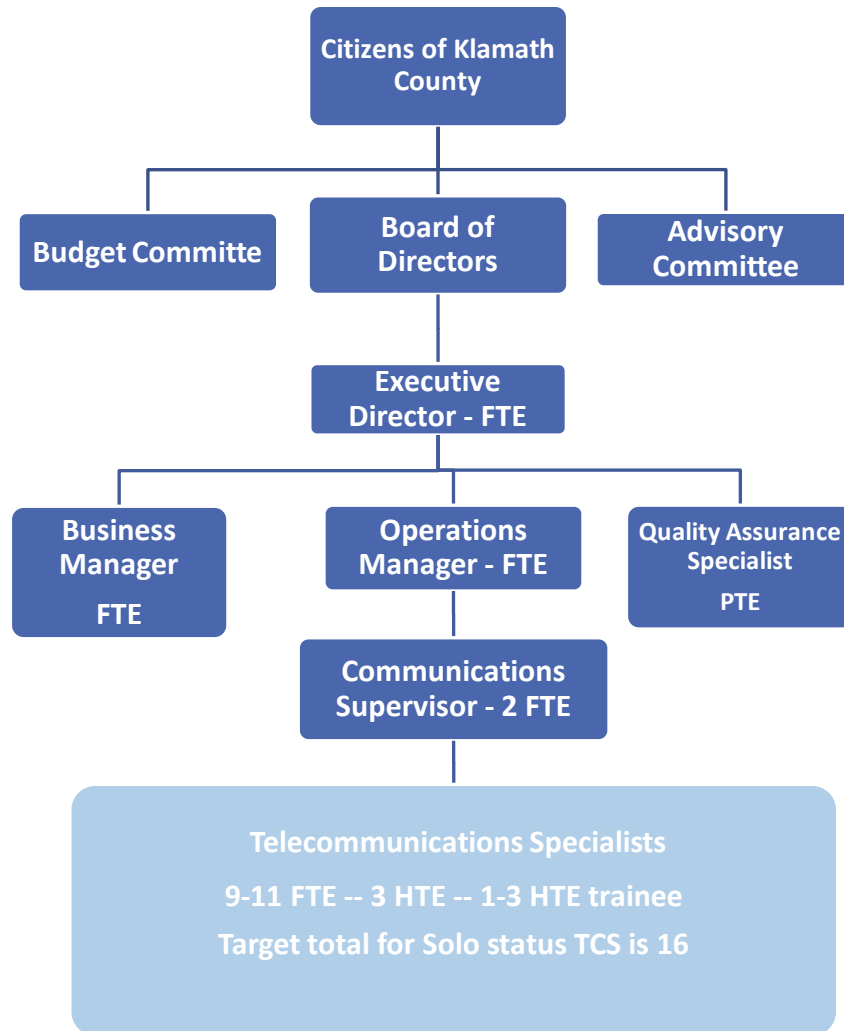 Citizens of Klamath
County
Budget Committe
Board of
Directors
Advisory
Committee
Executive
Director - FTE
Business
Manager
FTE
Operations
Manager - FTE
Quality Assurance
Specialist
PTE
Communications
Supervisor - 2 FTE
Telecommunications Specialists
9-11 FTE -- 3 HTE -- 1-3 HTE trainee
Target total for Solo status TCS is 16